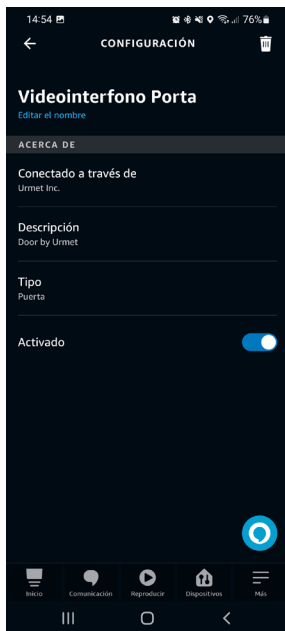 14:54 76%
CONFIGURACIÓN
Videointerfono Porta
Editar el nombre
ACERCA DE
Conectado a través de
Urmet Inc.
Descripción
Door by Urmet
Tipo
Puerta
Activado
Inicio Comunicación Reproducir Dispositivos Más